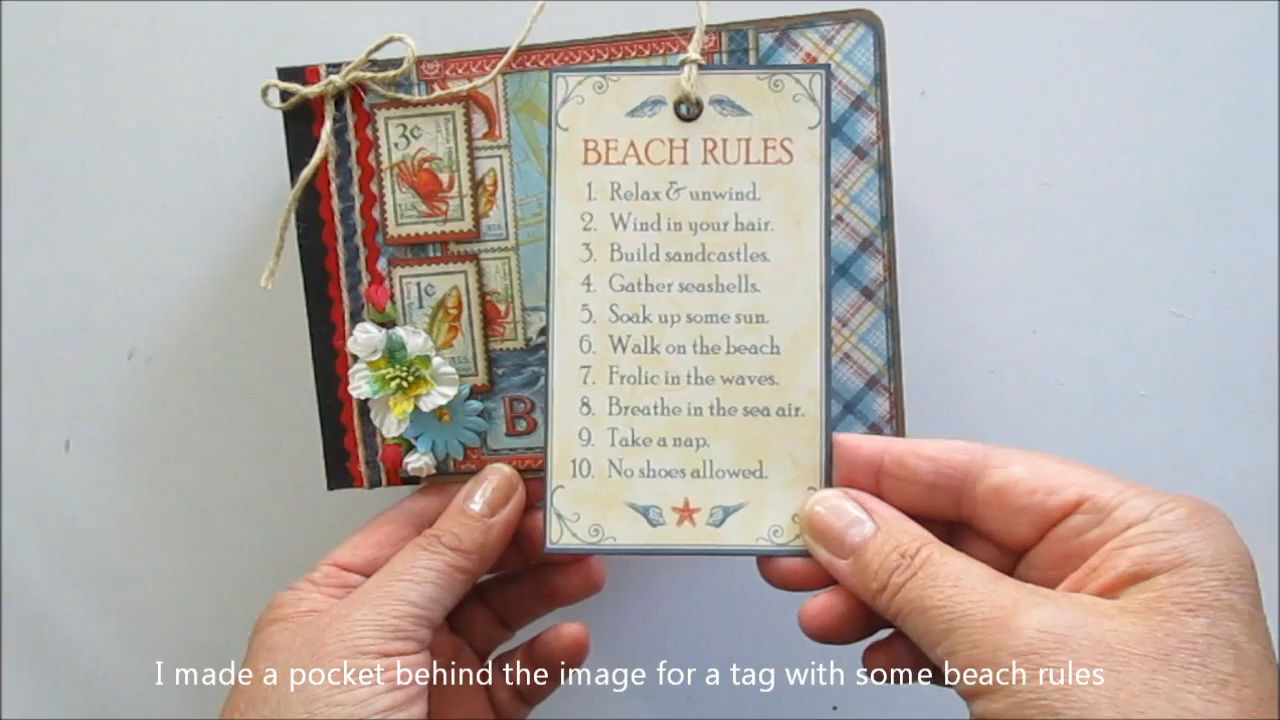 3¢
U.S.
1¢
B
BEACH RULES
1. Relax & unwind.
2. Wind in your hair.
3. Build sandcastles.
4. Gather seashells.
5. Soak up some sun.
6. Walk on the beach
7. Frolic in the waves.
8. Breathe in the sea air.
9. Take a nap.
10. No shoes allowed.
I made a pocket behind the image for a tag with some beach rules